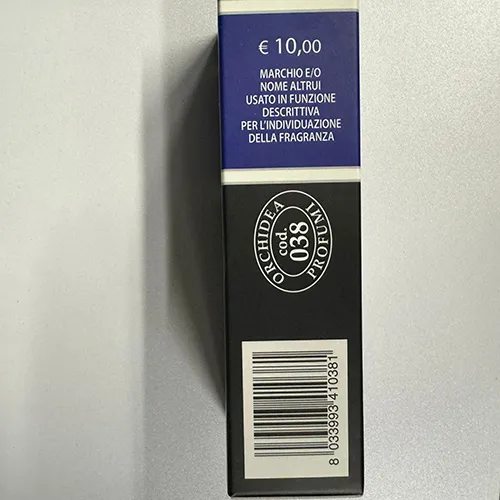 € 10,00
MARCHIO E/O
NOME ALTRUI
USATO IN FUNZIONE
DESCRITTIVA
PER L'INDIVIDUAZIONE
DELLA FRAGRANZA
ORCHIDEA
cod.
038
PROFUMI
8 033993 410381